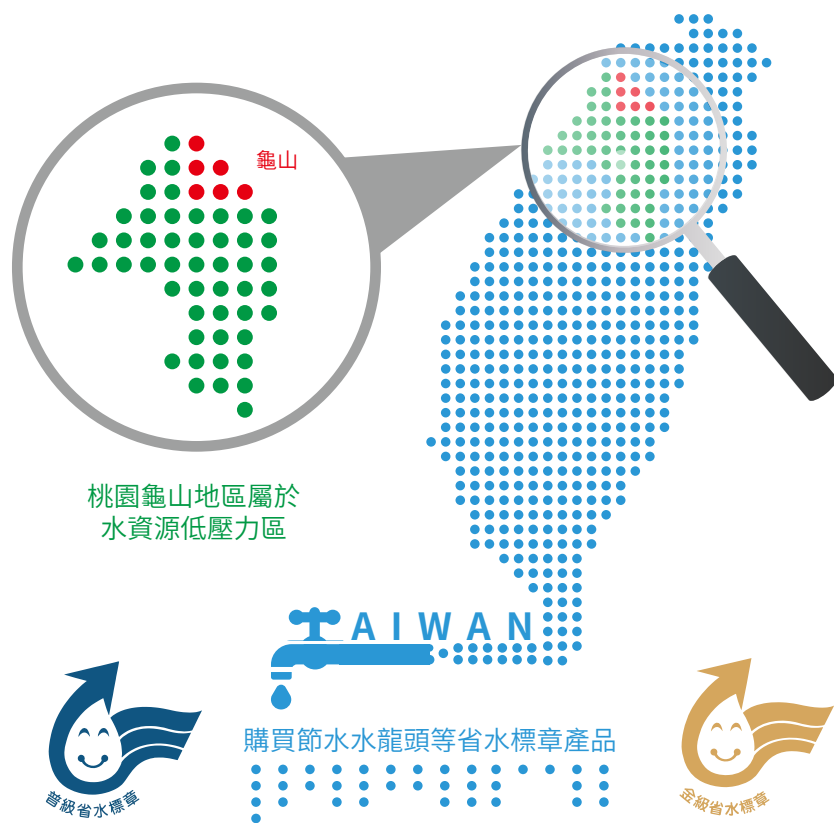 龜山
桃園龜山地區屬於
水資源低壓力區
TAIWAN
購買節水水龍頭等省水標章產品
普級省水標章
金級省水標章